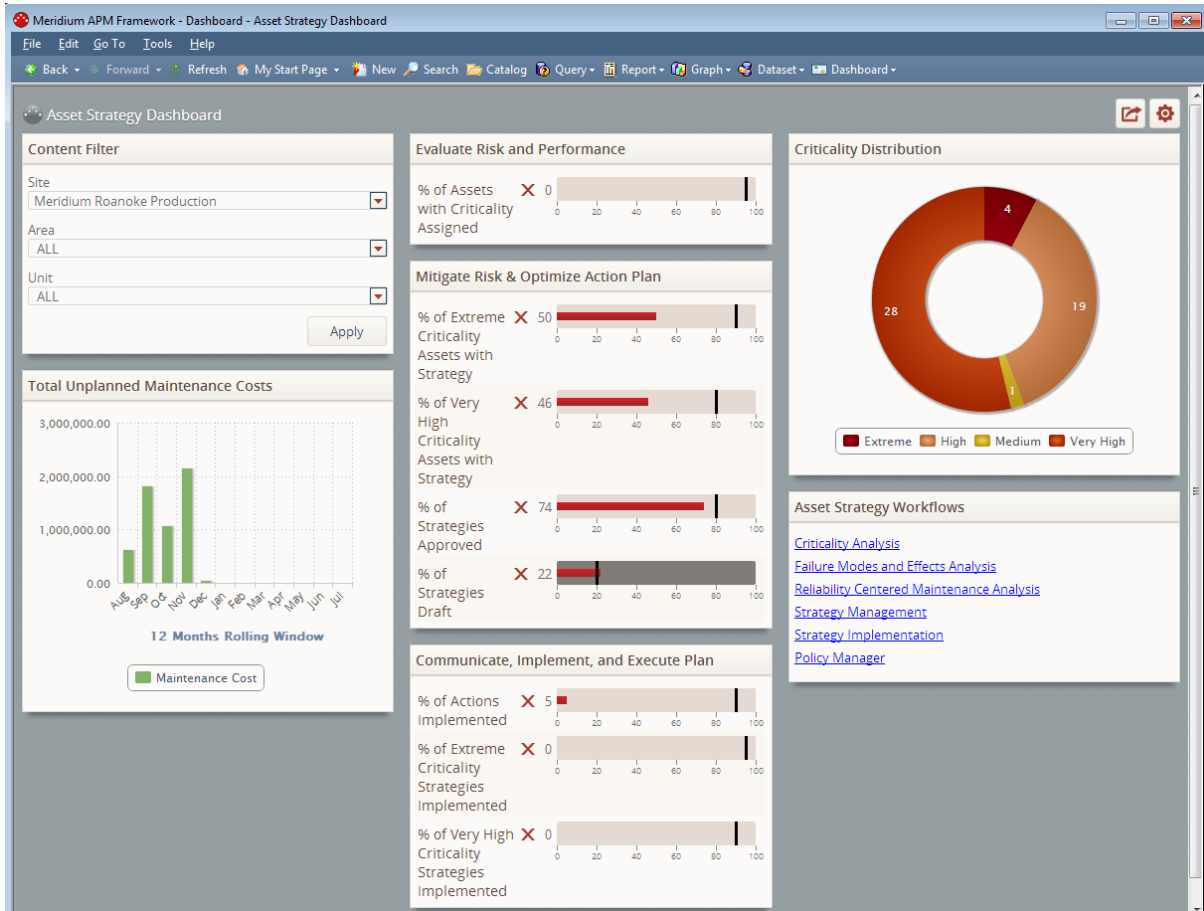 Meridium APM Framework - Dashboard - Asset Strategy Dashboard
File Edit Go To Tools Help
Back Forward Refresh My Start Page New Search Catalog Query Report Graph Dataset Dashboard
Asset Strategy Dashboard
Content Filter
Site
Meridium Roanoke Production
Area
ALL
Unit
ALL
Apply
Total Unplanned Maintenance Costs
3,000,000.00
2,000,000.00
1,000,000.00
0.00
Aug Sep Oct Nov Dec Jan Feb Mar Apr May Jun Jul
12 Months Rolling Window
Maintenance Cost
Evaluate Risk and Performance
% of Assets 0
with Criticality
Assigned
0 20 40 60 80 100
Mitigate Risk & Optimize Action Plan
% of Extreme 50
Criticality
Assets with
Strategy
0 20 40 60 80 100
% of Very 46
High
Criticality
Assets with
Strategy
0 20 40 60 80 100
% of 74
Strategies
Approved
0 20 40 60 80 100
% of 22
Strategies
Draft
0 20 40 60 80 100
Communicate, Implement, and Execute Plan
% of Actions 5
Implemented
0 20 40 60 80 100
% of Extreme 0
Criticality
Strategies
Implemented
0 20 40 60 80 100
% of Very High 0
Criticality
Strategies
Implemented
0 20 40 60 80 100
Criticality Distribution
4
19
28
1
Extreme High Medium Very High
Asset Strategy Workflows
Criticality Analysis
Failure Modes and Effects Analysis
Reliability Centered Maintenance Analysis
Strategy Management
Strategy Implementation
Policy Manager